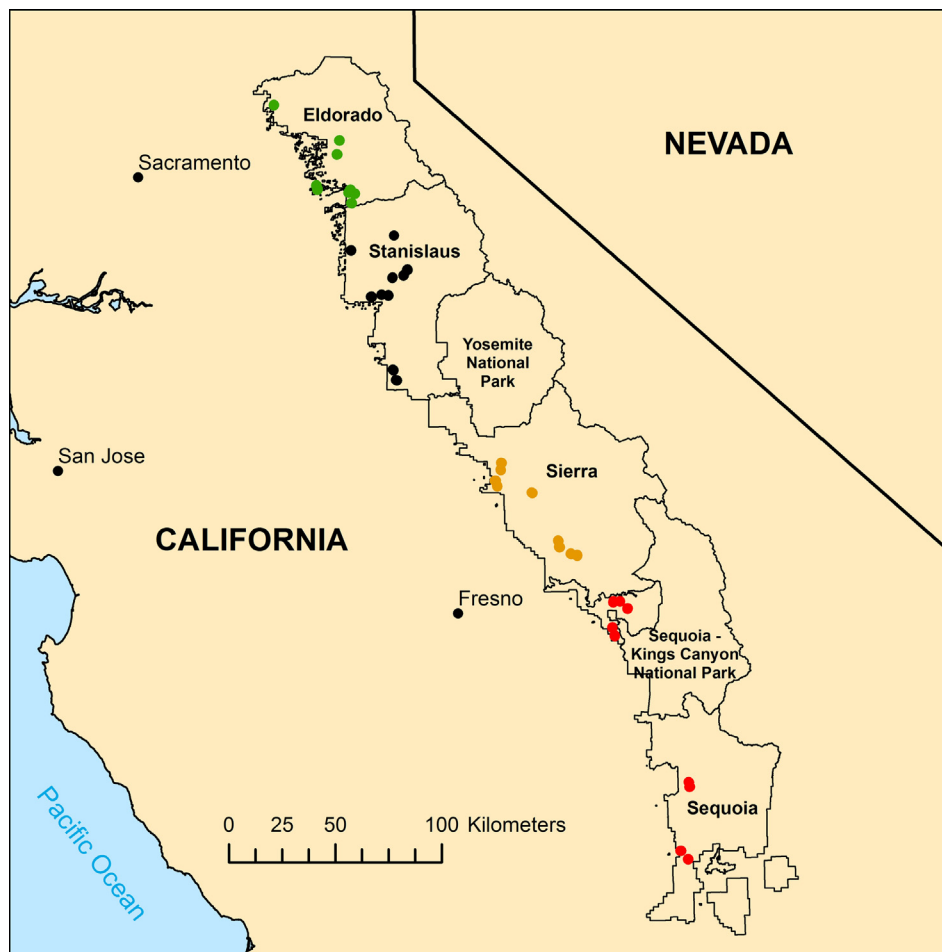 Eldorado
NEVADA
Sacramento
Stanislaus
Yosemite
National
Park
San Jose
Sierra
CALIFORNIA
Fresno
Sequoia -
Kings Canyon
National Park
Pacific Ocean
Sequoia
0 25 50 100 Kilometers